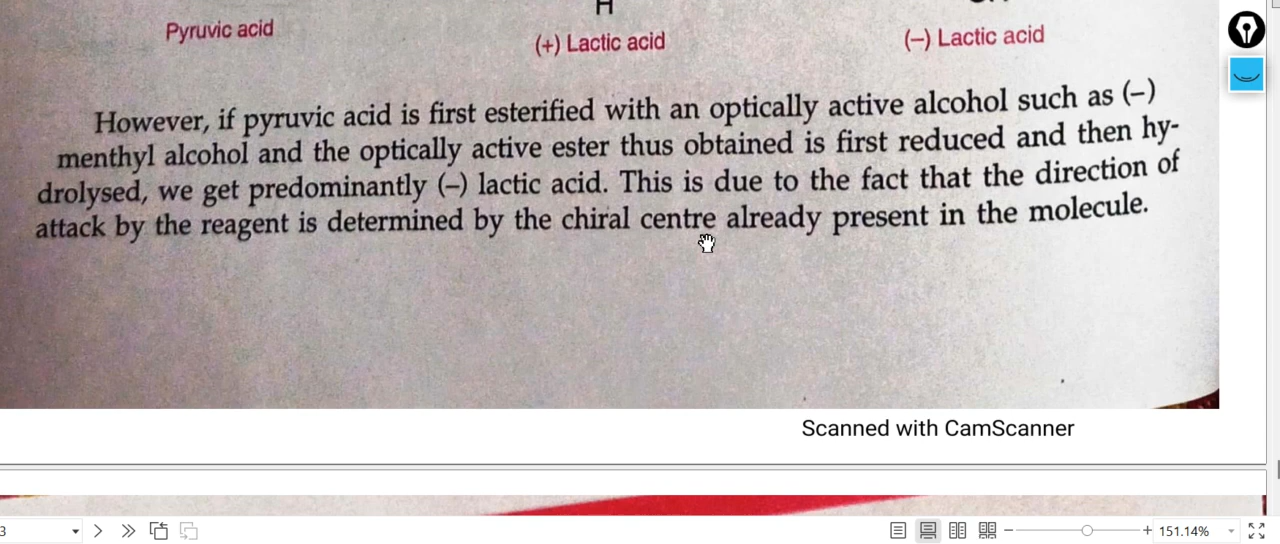 H
Pyruvic acid
(+) Lactic acid
(–) Lactic acid
However, if pyruvic acid is first esterified with an optically active alcohol such as (–)
menthyl alcohol and the optically active ester thus obtained is first reduced and then hy-
drolysed, we get predominantly (–) lactic acid. This is due to the fact that the direction of
attack by the reagent is determined by the chiral centre already present in the molecule.
Scanned with CamScanner
3
151.14%